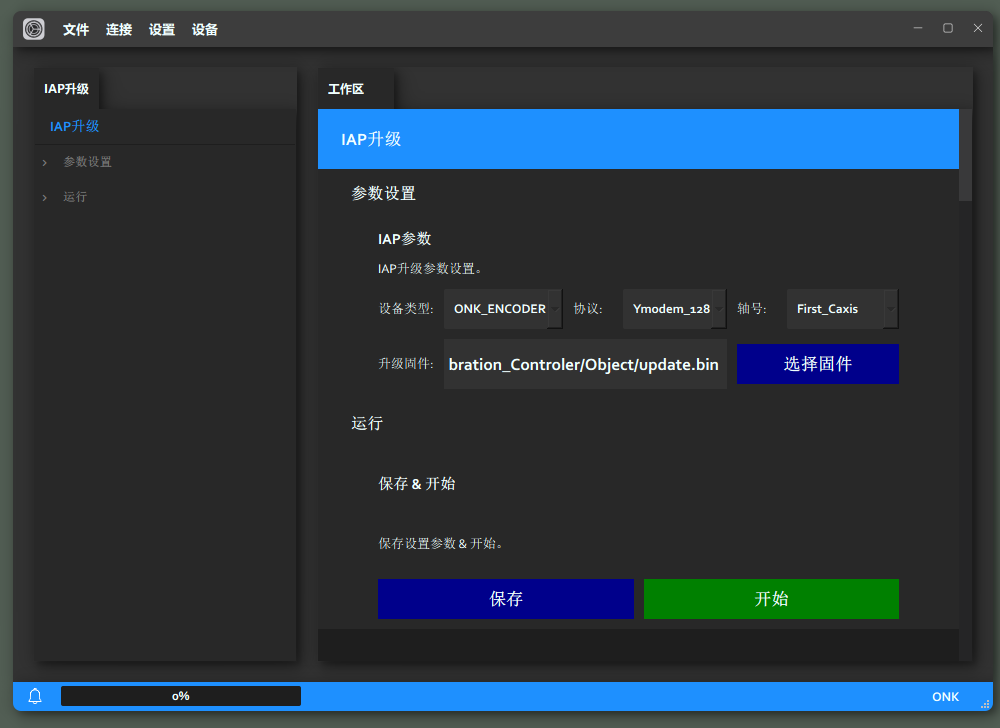 文件 连接 设置 设备
IAP升级
IAP升级
参数设置
运行
工作区
IAP升级
参数设置
IAP参数
IAP升级参数设置。
设备类型: ONK_ENCODER 协议: Ymodem_128 轴号: First_Caxis
升级固件: bration_Controler/Object/update.bin 选择固件
运行
保存 & 开始
保存设置参数 & 开始。
保存 开始
0% ONK